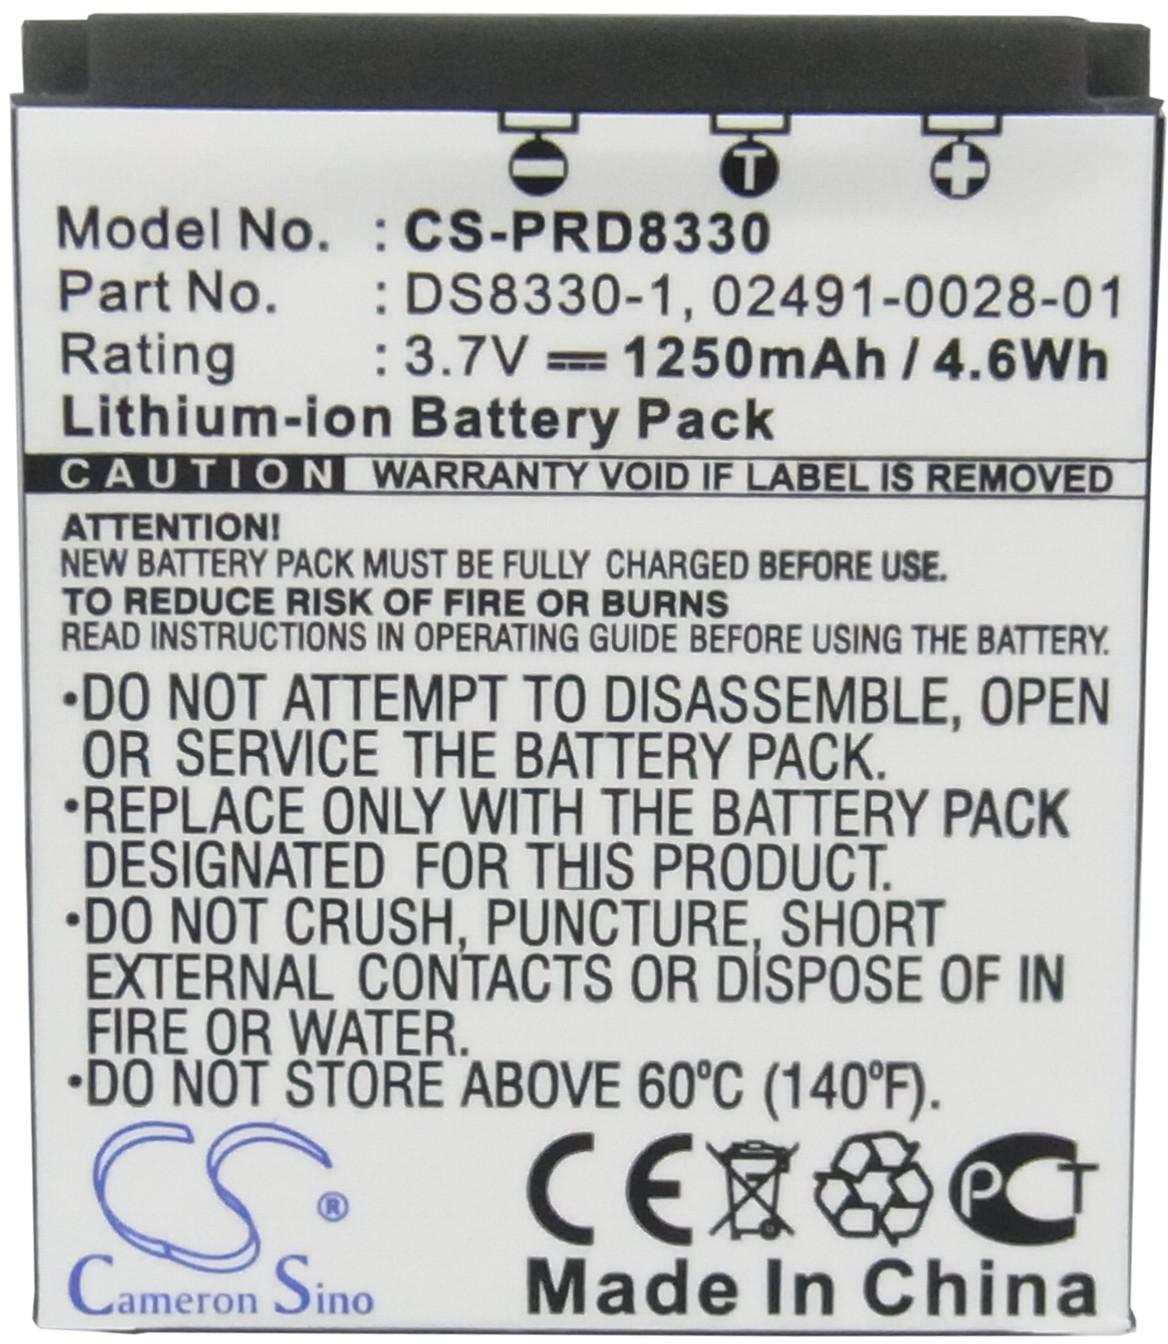 T
Model No. : CS-PRD8330
Part No. : DS8330-1, 02491-0028-01
Rating : 3.7V 1250mAh / 4.6Wh
Lithium-ion Battery Pack
CAUTION WARRANTY VOID IF LABEL IS REMOVED
ATTENTION!
NEW BATTERY PACK MUST BE FULLY CHARGED BEFORE USE.
TO REDUCE RISK OF FIRE OR BURNS
READ INSTRUCTIONS IN OPERATING GUIDE BEFORE USING THE BATTERY.
•DO NOT ATTEMPT TO DISASSEMBLE, OPEN
OR SERVICE THE BATTERY PACK.
•REPLACE ONLY WITH THE BATTERY PACK
DESIGNATED FOR THIS PRODUCT.
•DO NOT CRUSH, PUNCTURE, SHORT
EXTERNAL CONTACTS OR DISPOSE OF IN
FIRE OR WATER.
•DO NOT STORE ABOVE 60ºC (140ºF).
CS ®
Cameron Sino
CE PCT
Made In China